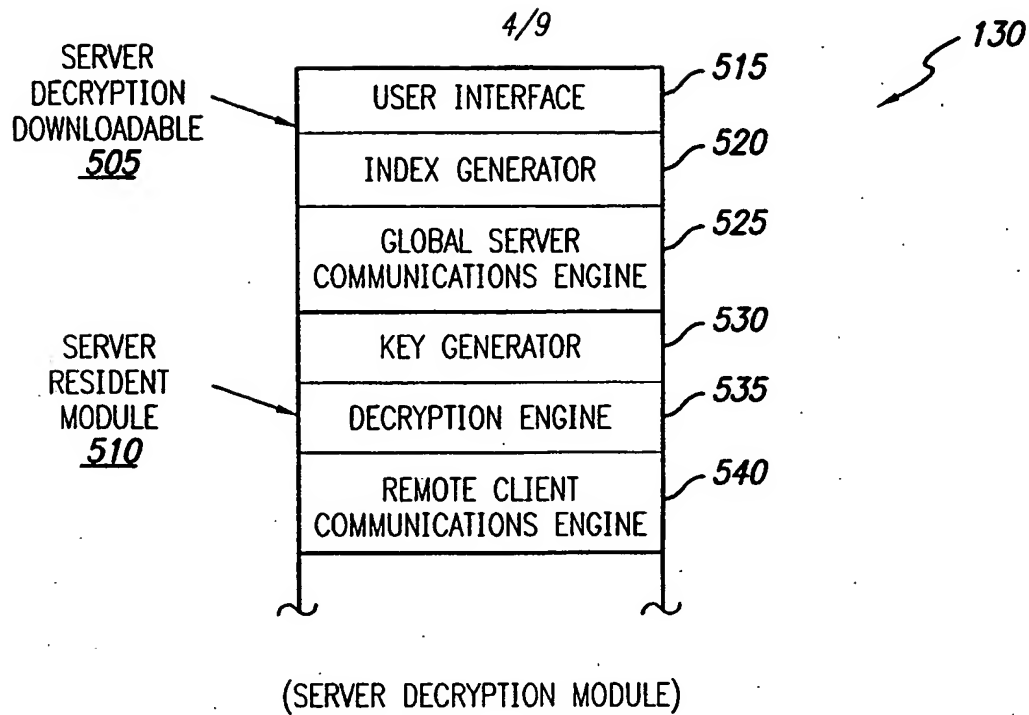 4/9
130
SERVER
DECRYPTION
DOWNLOADABLE
505
USER INTERFACE
515
INDEX GENERATOR
520
GLOBAL SERVER
COMMUNICATIONS ENGINE
525
SERVER
RESIDENT
MODULE
510
KEY GENERATOR
530
DECRYPTION ENGINE
535
REMOTE CLIENT
COMMUNICATIONS ENGINE
540
(SERVER DECRYPTION MODULE)